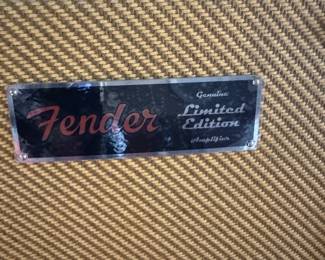 Fender
Genuine
Limited
Edition
Amplifier